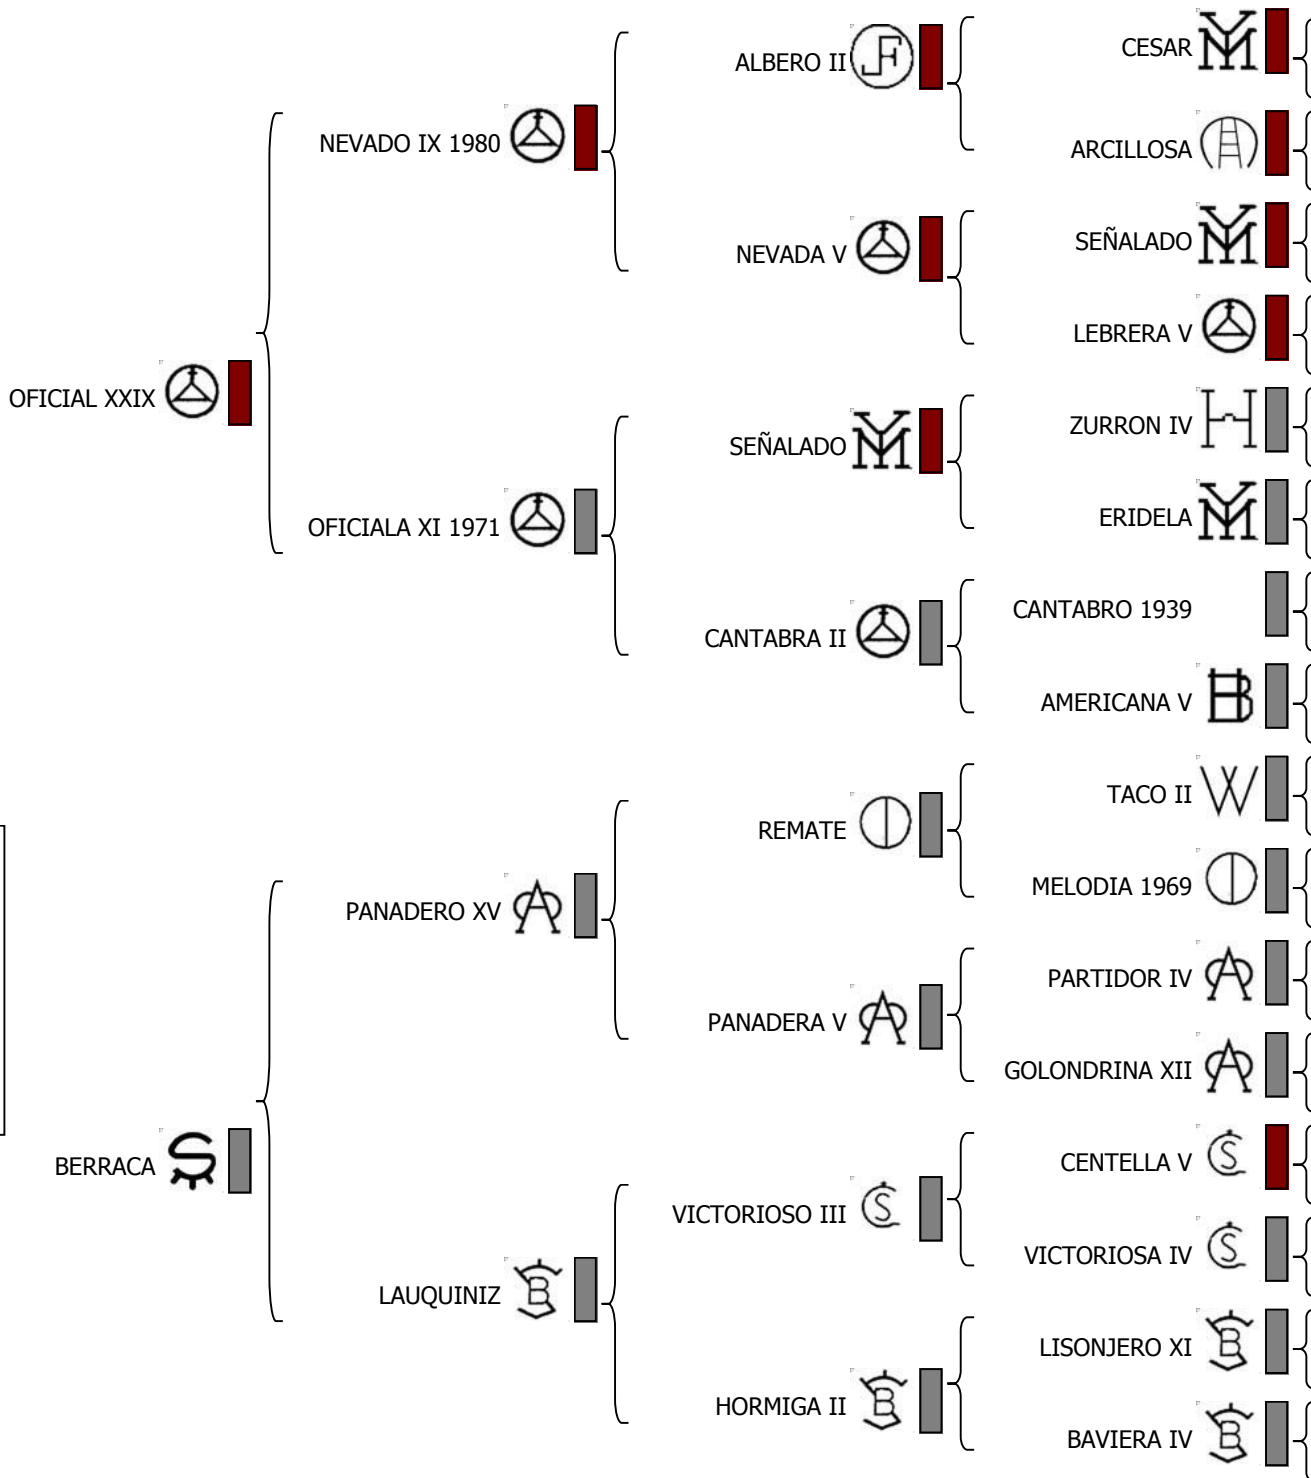 OFICIAL XXIX
BERRACA
NEVADO IX 1980
OFICIALA XI 1971
PANADERO XV
LAUQUINIZ
ALBERO II
NEVADA V
SEÑALADO
CANTABRA II
REMATE
PANADERA V
VICTORIOSO III
HORMIGA II
CESAR
ARCILLOSA
SEÑALADO
LEBRERA V
ZURRON IV
ERIDELA
CANTABRO 1939
AMERICANA V
TACO II
MELODIA 1969
PARTIDOR IV
GOLONDRINA XII
CENTELLA V
VICTORIOSA IV
LISONJERO XI
BAVIERA IV